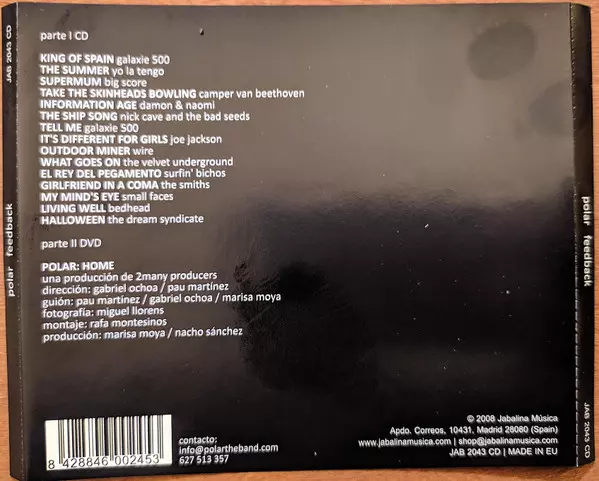 parte I CD
KING OF SPAIN galaxie 500
THE SUMMER yo la tengo
SUPERMUM big score
TAKE THE SKINHEADS BOWLING camper van beethoven
INFORMATION AGE damon & naomi
THE SHIP SONG nick cave and the bad seeds
TELL ME galaxie 500
IT'S DIFFERENT FOR GIRLS joe jackson
OUTDOOR MINER wire
WHAT GOES ON the velvet underground
EL REY DEL PEGAMENTO surfin' bichos
GIRLFRIEND IN A COMA the smiths
MY MIND'S EYE small faces
LIVING WELL bedhead
HALLOWEEN the dream syndicate
parte II DVD
POLAR: HOME
una producción de 2many producers
dirección: gabriel ochoa / pau martínez
guión: pau martínez / gabriel ochoa / marisa moya
fotografía: miguel llorens
montaje: rafa montesinos
producción: marisa moya / nacho sánchez
8 428846 002453
contacto:
info@polartheband.com
627 513 357
© 2008 Jabalina Música
Apdo. Correos, 10431, Madrid 28080 (Spain)
www.jabalinamusica.com | shop@jabalinamusica.com
JAB 2043 CD | MADE IN EU
polar feedback
JAB 2043 CD
polar feedback
JAB 2043 CD